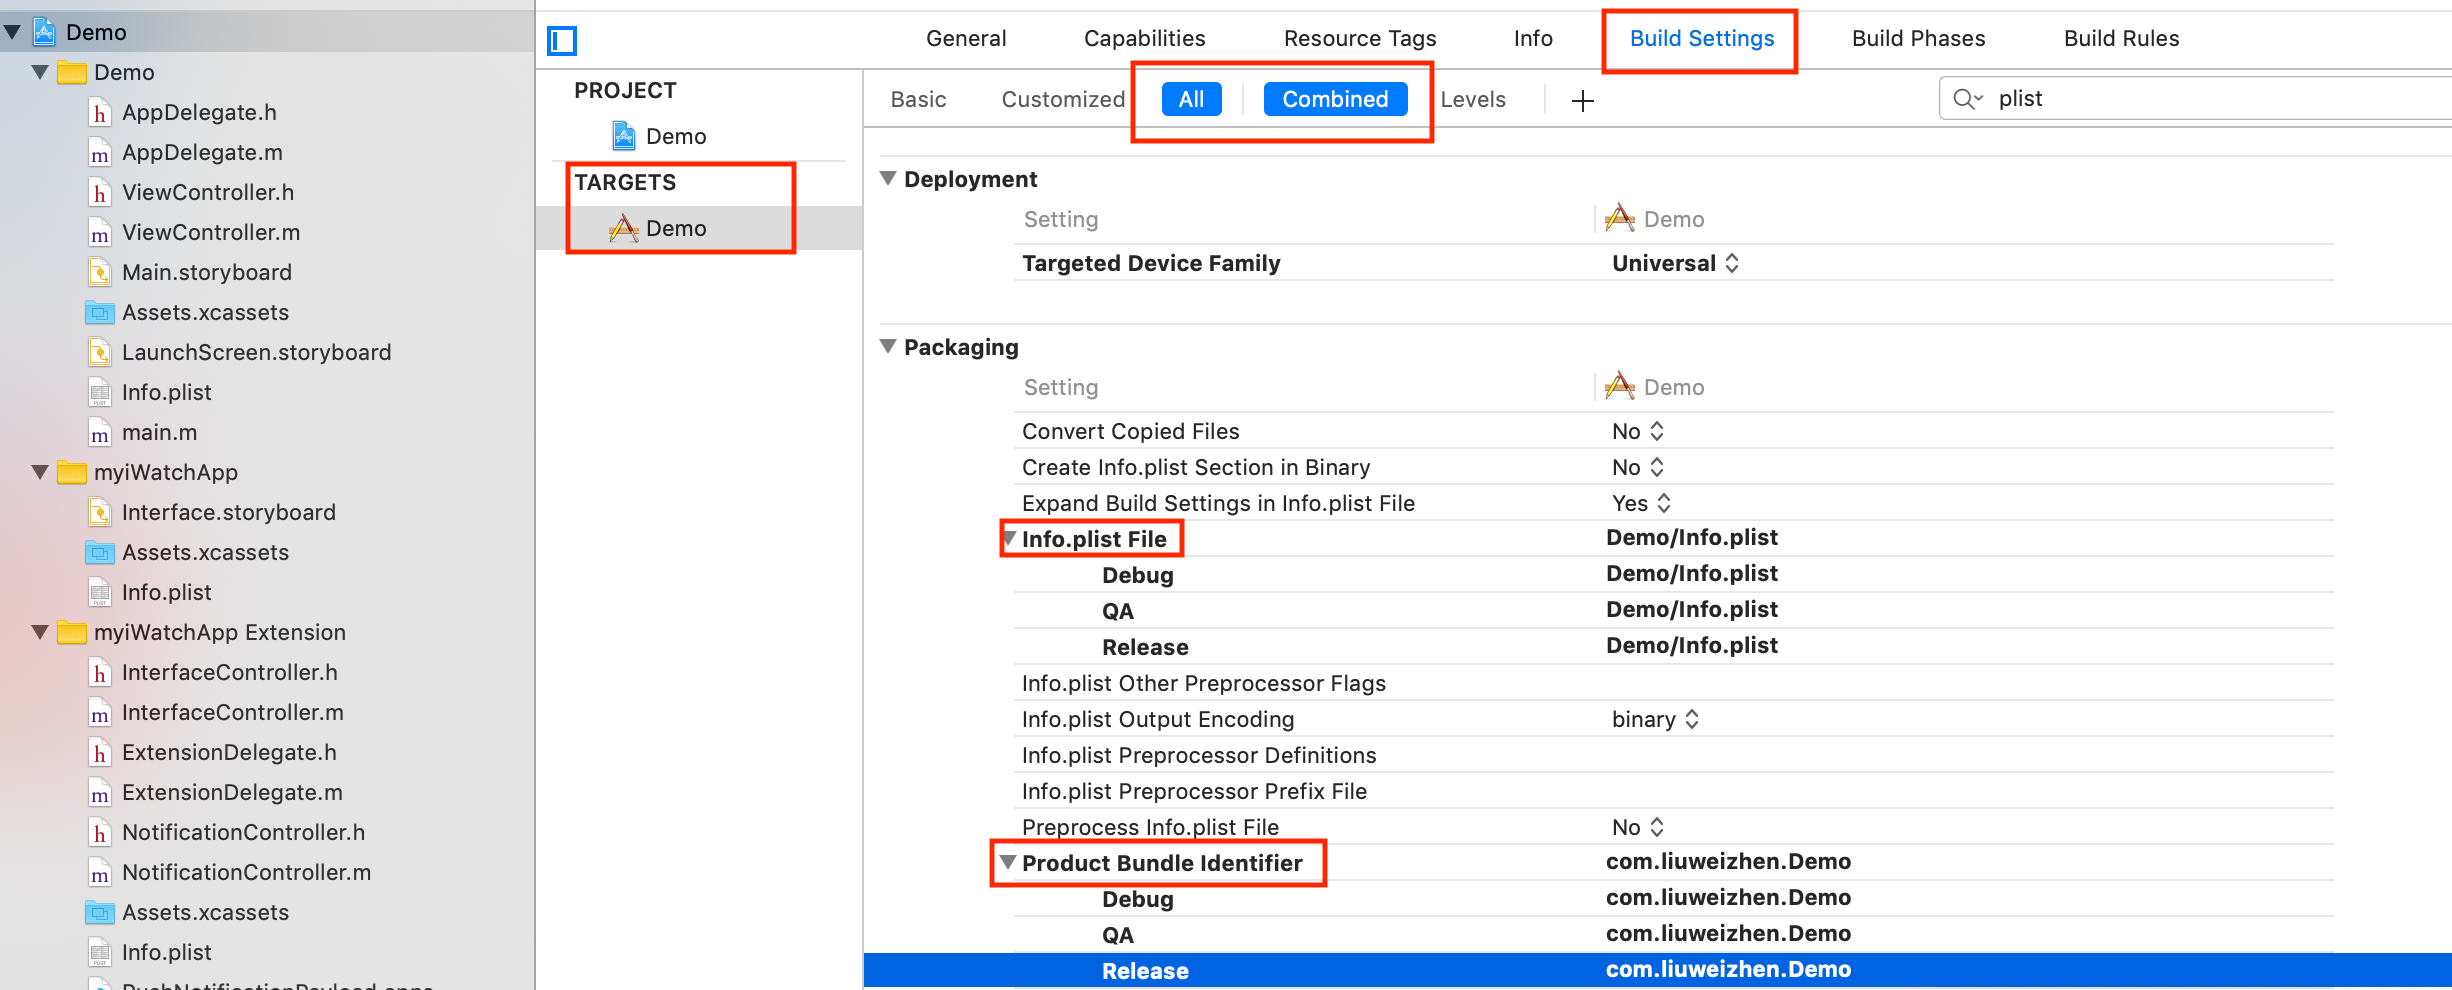 Demo
Demo
AppDelegate.h
AppDelegate.m
ViewController.h
ViewController.m
Main.storyboard
Assets.xcassets
LaunchScreen.storyboard
Info.plist
main.m
myiWatchApp
Interface.storyboard
Assets.xcassets
Info.plist
myiWatchApp Extension
InterfaceController.h
InterfaceController.m
ExtensionDelegate.h
ExtensionDelegate.m
NotificationController.h
NotificationController.m
Assets.xcassets
Info.plist
PushNotificationPayload.apns
PROJECT
Demo
TARGETS
Demo
General Capabilities Resource Tags Info Build Settings Build Phases Build Rules
Basic Customized All Combined Levels + plist
Deployment
Setting Demo
Targeted Device Family Universal
Packaging
Setting Demo
Convert Copied Files No
Create Info.plist Section in Binary No
Expand Build Settings in Info.plist File Yes
Info.plist File Demo/Info.plist
Debug Demo/Info.plist
QA Demo/Info.plist
Release Demo/Info.plist
Info.plist Other Preprocessor Flags
Info.plist Output Encoding binary
Info.plist Preprocessor Definitions
Info.plist Preprocessor Prefix File
Preprocess Info.plist File No
Product Bundle Identifier com.liuweizhen.Demo
Debug com.liuweizhen.Demo
QA com.liuweizhen.Demo
Release com.liuweizhen.Demo